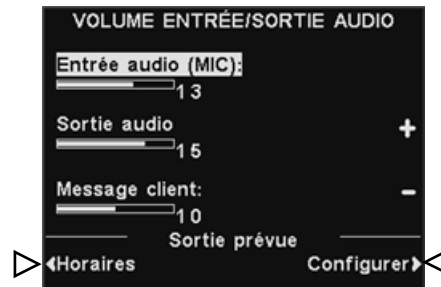 VOLUME ENTRÉE/SORTIE AUDIO
Entrée audio (MIC):
13
Sortie audio
15
+
Message client:
-
10
Sortie prévue
Horaires Configurer